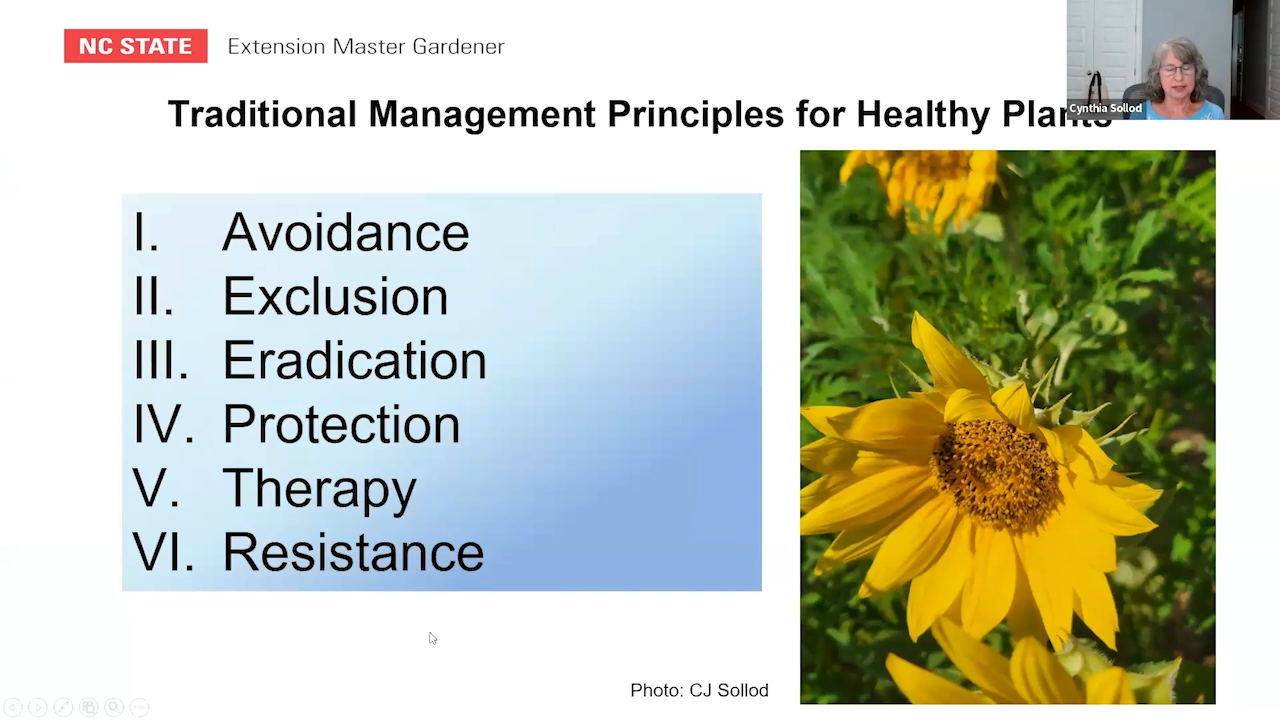 NC STATE Extension Master Gardener
Cynthia Sollod
Traditional Management Principles for Healthy Plants
I. Avoidance
II. Exclusion
III. Eradication
IV. Protection
V. Therapy
VI. Resistance
Photo: CJ Sollod